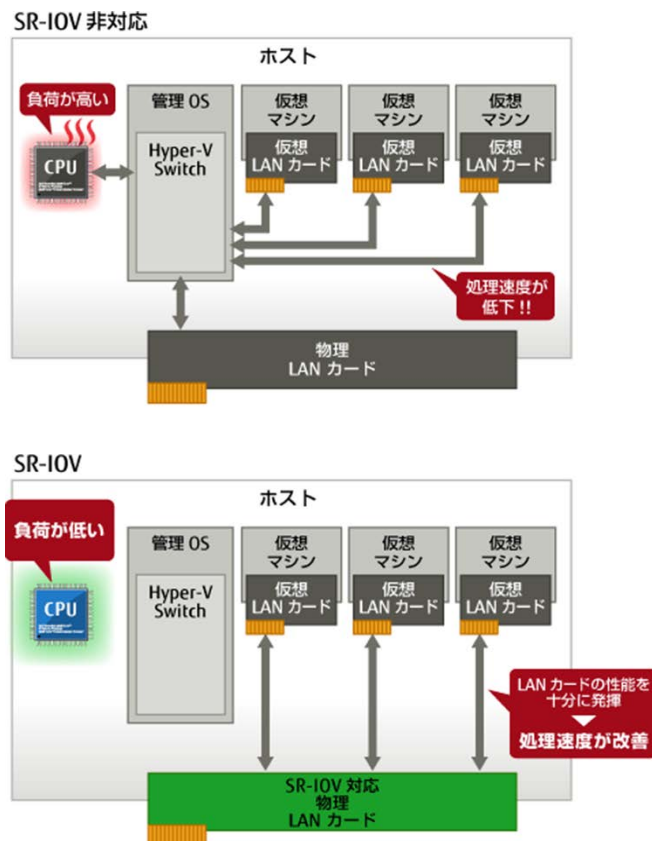 SR-IOV 非対応
ホスト
負荷が高い
CPU
管理 OS
Hyper-V
Switch
仮想
マシン
仮想
LAN カード
仮想
マシン
仮想
LAN カード
仮想
マシン
仮想
LAN カード
処理速度が
低下 !!
物理
LAN カード
SR-IOV
ホスト
負荷が低い
CPU
管理 OS
Hyper-V
Switch
仮想
マシン
仮想
LAN カード
仮想
マシン
仮想
LAN カード
仮想
マシン
仮想
LAN カード
LAN カードの性能を
十分に発揮
処理速度が改善
SR-IOV 対応
物理
LAN カード